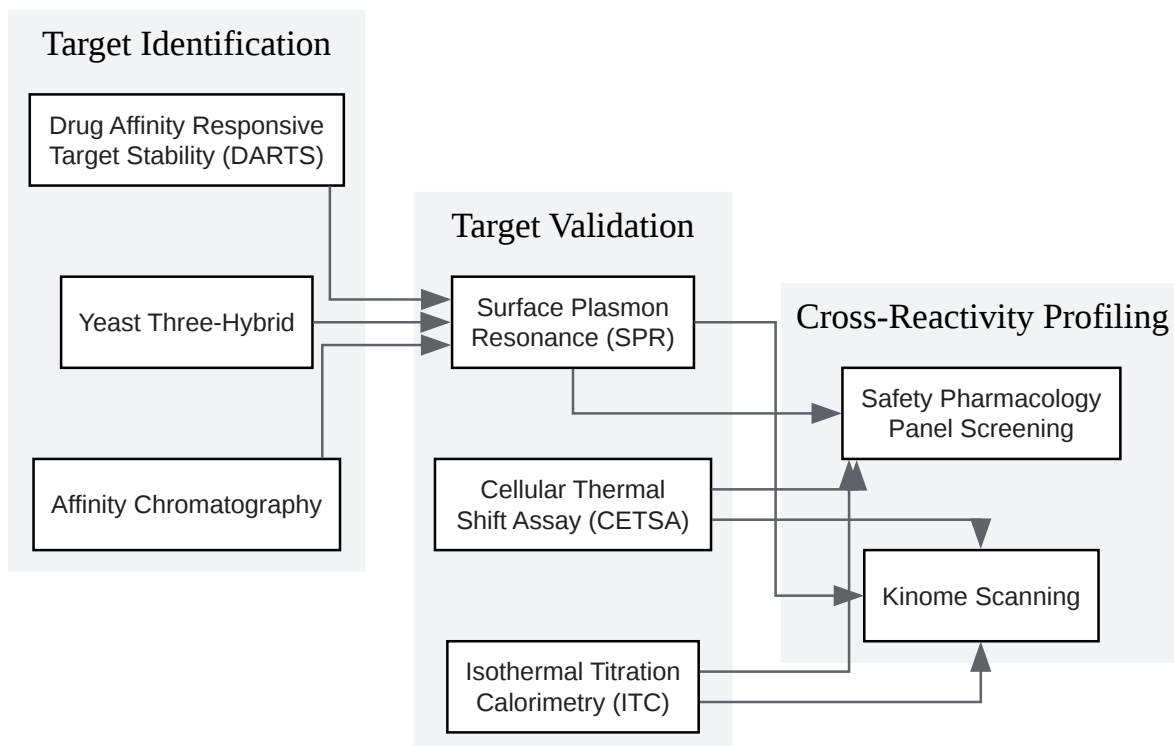 Target Identification
Drug Affinity Responsive
Target Stability (DARTS)
Yeast Three-Hybrid
Affinity Chromatography
Target Validation
Surface Plasmon
Resonance (SPR)
Cellular Thermal
Shift Assay (CETSA)
Isothermal Titration
Calorimetry (ITC)
Cross-Reactivity Profiling
Safety Pharmacology
Panel Screening
Kinome Scanning